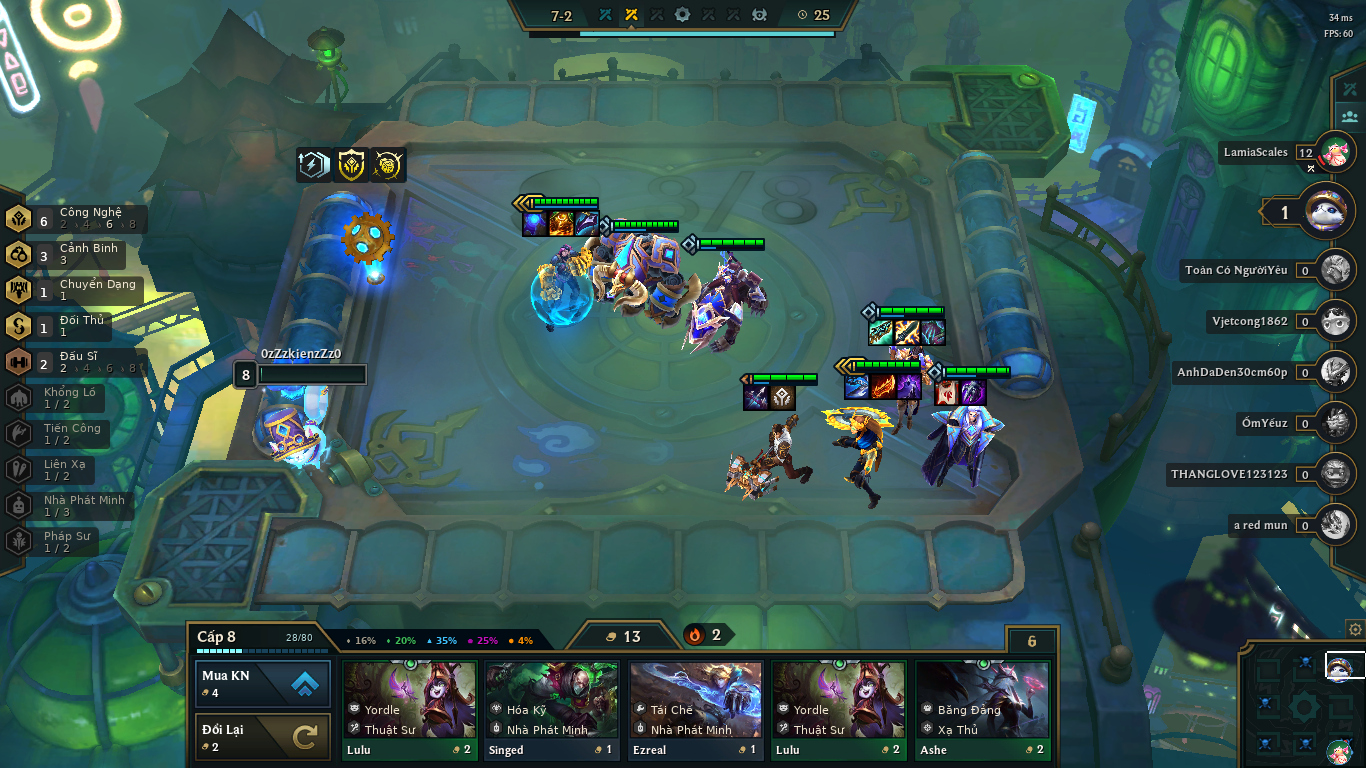 7-2
25
34 ms
FPS: 60
8/8
LamiaScales 12
1
Toàn Có NgườiYêu 0
Vjetcong1862 0
AnhDaDen30cm60p 0
ỐmYếuz 0
THANGLOVE123123 0
a red mun 0
6 Công Nghệ
2 4 6 8
3 Cảnh Binh
3
1 Chuyển Dạng
1
1 Đối Thủ
1
2 Đấu Sĩ
2 4 6 8
Khổng Ló
1 / 2
Tiến Công
1 / 2
Liên Xạ
1 / 2
Nhà Phát Minh
1 / 3
Pháp Sư
1 / 2
0zZzkienzZz0
8
Cấp 8 28/80
16% 20% 35% 25% 4%
13
2
6
Mua KN
4
Đổi Lại
2
Yordle
Thuật Sư
Lulu 2
Hóa Kỹ
Nhà Phát Minh
Singed 1
Tái Chế
Nhà Phát Minh
Ezreal 1
Yordle
Thuật Sư
Lulu 2
Băng Đảng
Xạ Thủ
Ashe 2